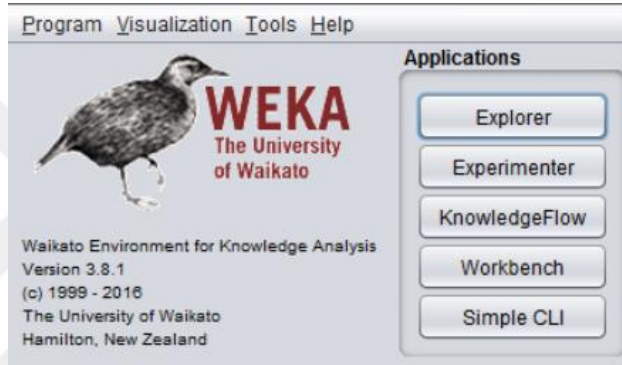 Program Visualization Tools Help
Applications
WEKA
The University
of Waikato
Explorer
Experimenter
KnowledgeFlow
Workbench
Simple CLI
Waikato Environment for Knowledge Analysis
Version 3.8.1
(c) 1999 - 2016
The University of Waikato
Hamilton, New Zealand